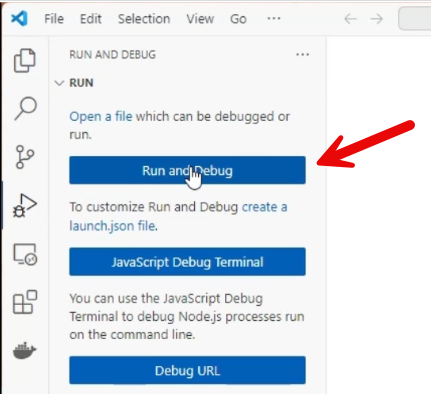 File Edit Selection View Go ...
RUN AND DEBUG ...
RUN
Open a file which can be debugged or
run.
Run and Debug
To customize Run and Debug create a
launch.json file.
JavaScript Debug Terminal
You can use the JavaScript Debug
Terminal to debug Node.js processes run
on the command line.
Debug URL